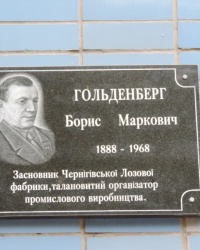 ГОЛЬДЕНБЕРГ
Борис Маркович
1888 - 1968
Засновник Чернігівської Лозової
фабрики,талановитий організатор
промислового виробництва.